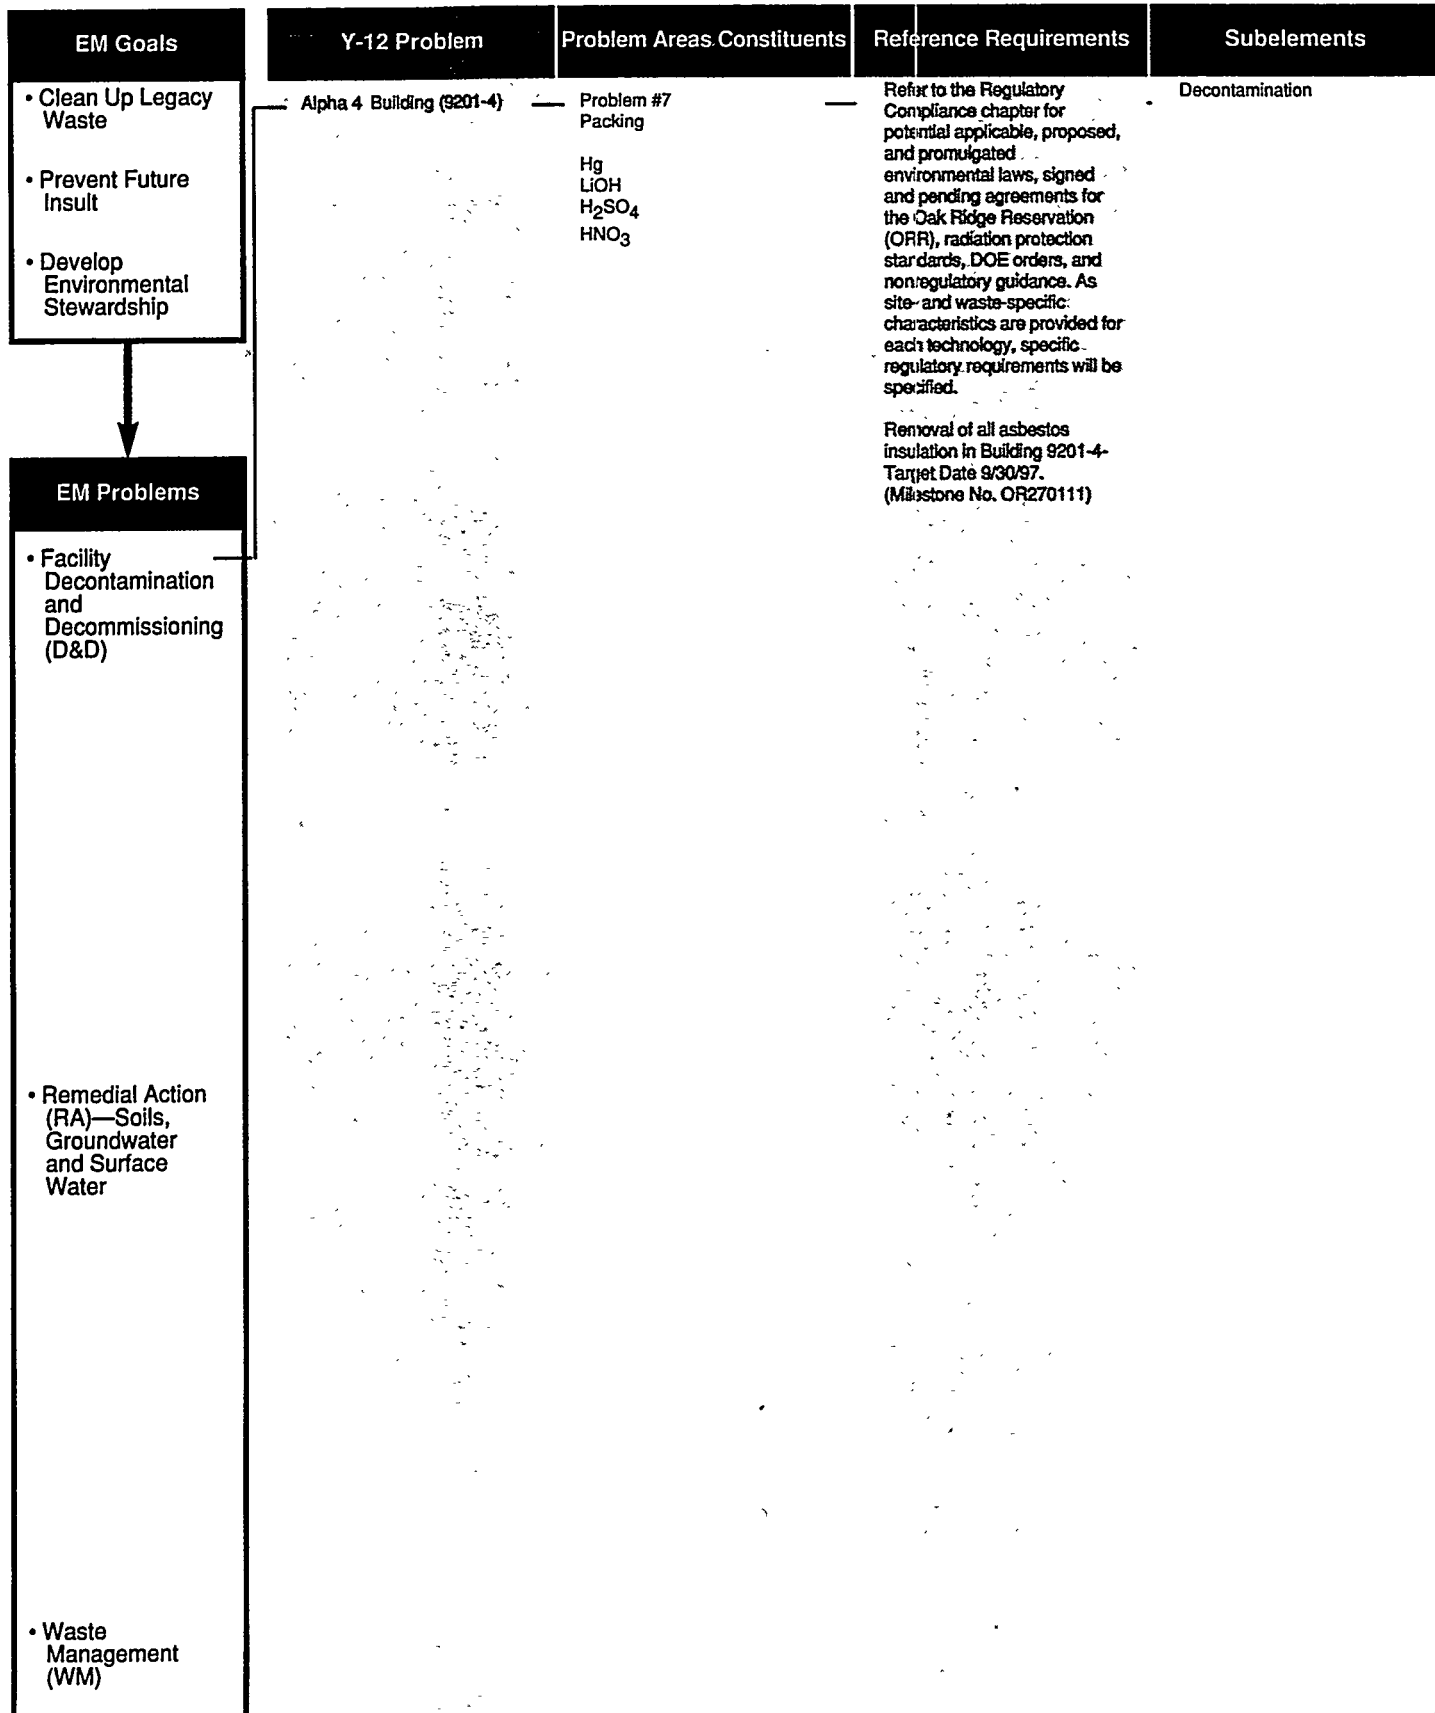 EM Goals
• Clean Up Legacy
Waste
• Prevent Future
Insult
• Develop
Environmental
Stewardship
EM Problems
• Facility
Decontamination
and
Decommissioning
(D&D)
• Remedial Action
(RA)—Soils,
Groundwater
and Surface
Water
• Waste
Management
(WM)
Y-12 Problem
Alpha 4 Building (9201-4)
Problem Areas Constituents
Problem #7
Packing
Hg
LiOH
H2SO4
HNO3
Reference Requirements
Refer to the Regulatory
Compliance chapter for
potential applicable, proposed,
and promulgated
environmental laws, signed
and pending agreements for
the Oak Ridge Reservation
(ORR), radiation protection
standards, DOE orders, and
nonregulatory guidance. As
site- and waste-specific
characteristics are provided for
each technology, specific
regulatory requirements will be
specified.
Removal of all asbestos
insulation in Building 9201-4-
Target Date 9/30/97.
(Milestone No. OR270111)
Subelements
Decontamination